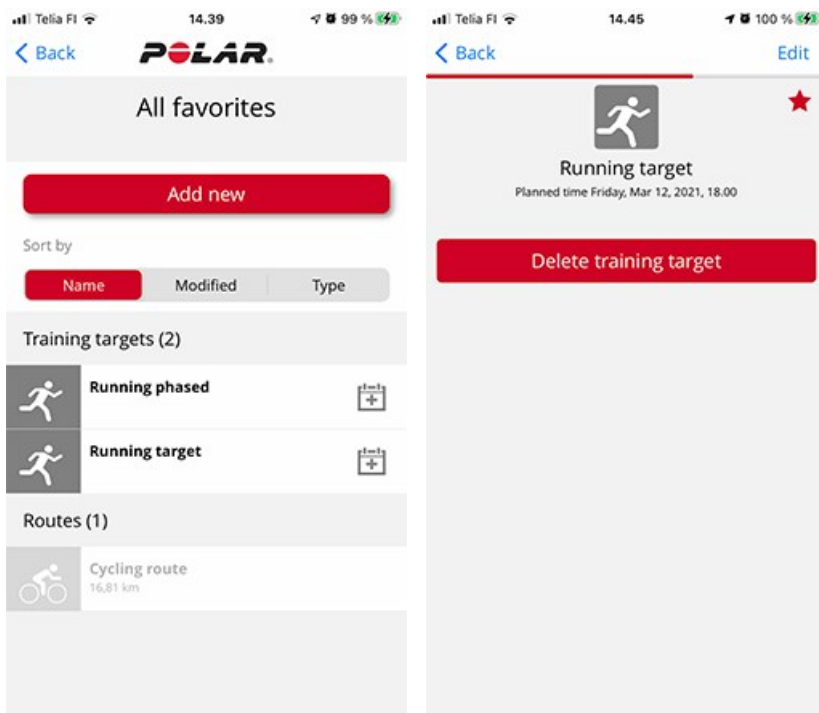 Telia FI 14.39 99 %
Back POLAR.
All favorites
Add new
Sort by
Name Modified Type
Training targets (2)
Running phased
Running target
Routes (1)
Cycling route
16,81 km
Telia FI 14.45 100 %
Back Edit
Running target
Planned time Friday, Mar 12, 2021, 18.00
Delete training target